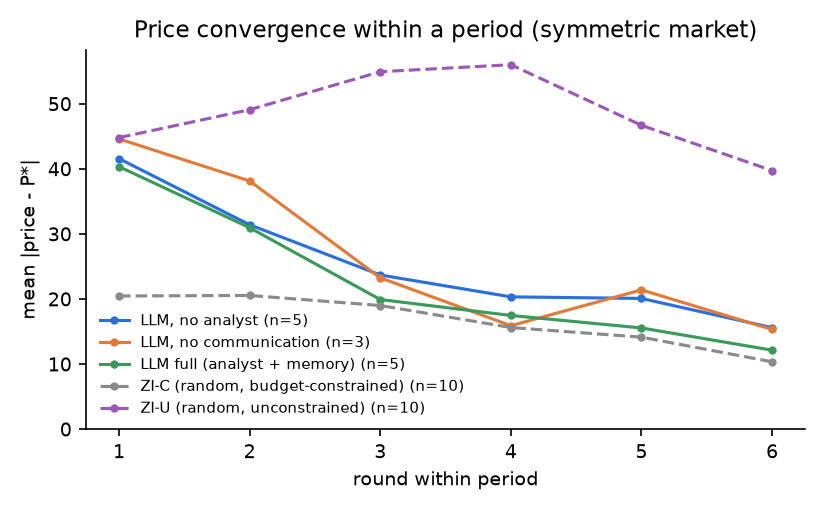 Price convergence within a period (symmetric market)
mean |price - P*|
50
40
30
20
10
0
LLM, no analyst (n=5)
LLM, no communication (n=3)
LLM full (analyst + memory) (n=5)
ZI-C (random, budget-constrained) (n=10)
ZI-U (random, unconstrained) (n=10)
1 2 3 4 5 6
round within period